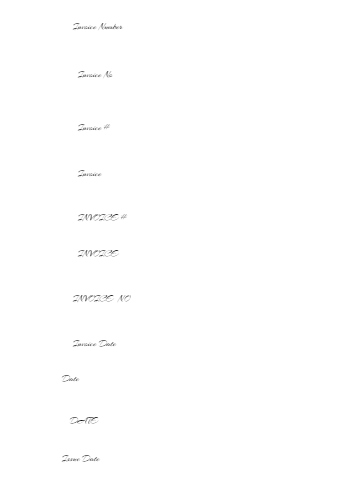 Invoice Number
Invoice No
Invoice #
Invoice
INVOICE #
INVOICE
INVOICE NO
Invoice Date
Date
DATE
Issue Date